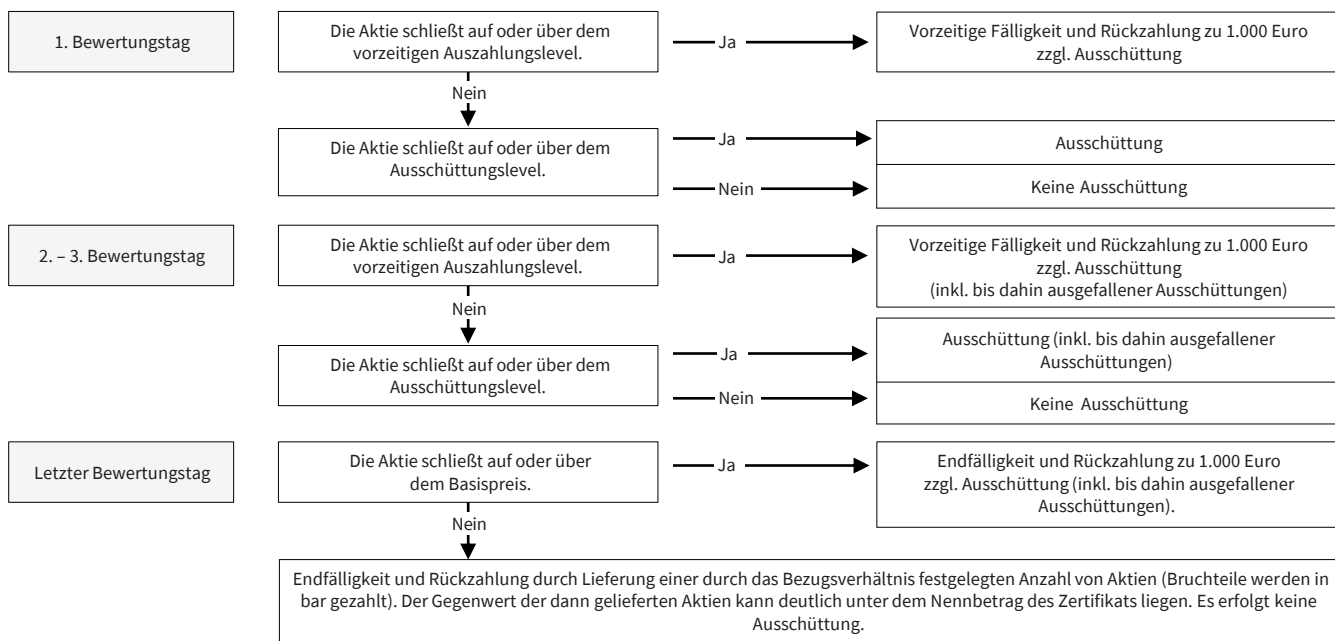 1. Bewertungstag
Die Aktie schließt auf oder über dem
vorzeitigen Auszahlungslevel.
Ja
Vorzeitige Fälligkeit und Rückzahlung zu 1.000 Euro
zzgl. Ausschüttung
Nein
Die Aktie schließt auf oder über dem
Ausschüttungslevel.
Ja
Ausschüttung
Nein
Keine Ausschüttung
2. – 3. Bewertungstag
Die Aktie schließt auf oder über dem
vorzeitigen Auszahlungslevel.
Ja
Vorzeitige Fälligkeit und Rückzahlung zu 1.000 Euro
zzgl. Ausschüttung
(inkl. bis dahin ausgefallener Ausschüttungen)
Nein
Die Aktie schließt auf oder über dem
Ausschüttungslevel.
Ja
Ausschüttung (inkl. bis dahin ausgefallener
Ausschüttungen)
Nein
Keine Ausschüttung
Letzter Bewertungstag
Die Aktie schließt auf oder über
dem Basispreis.
Ja
Endfälligkeit und Rückzahlung zu 1.000 Euro
zzgl. Ausschüttung (inkl. bis dahin ausgefallener
Ausschüttungen).
Nein
Endfälligkeit und Rückzahlung durch Lieferung einer durch das Bezugsverhältnis festgelegten Anzahl von Aktien (Bruchteile werden in
bar gezahlt). Der Gegenwert der dann gelieferten Aktien kann deutlich unter dem Nennbetrag des Zertifikats liegen. Es erfolgt keine
Ausschüttung.